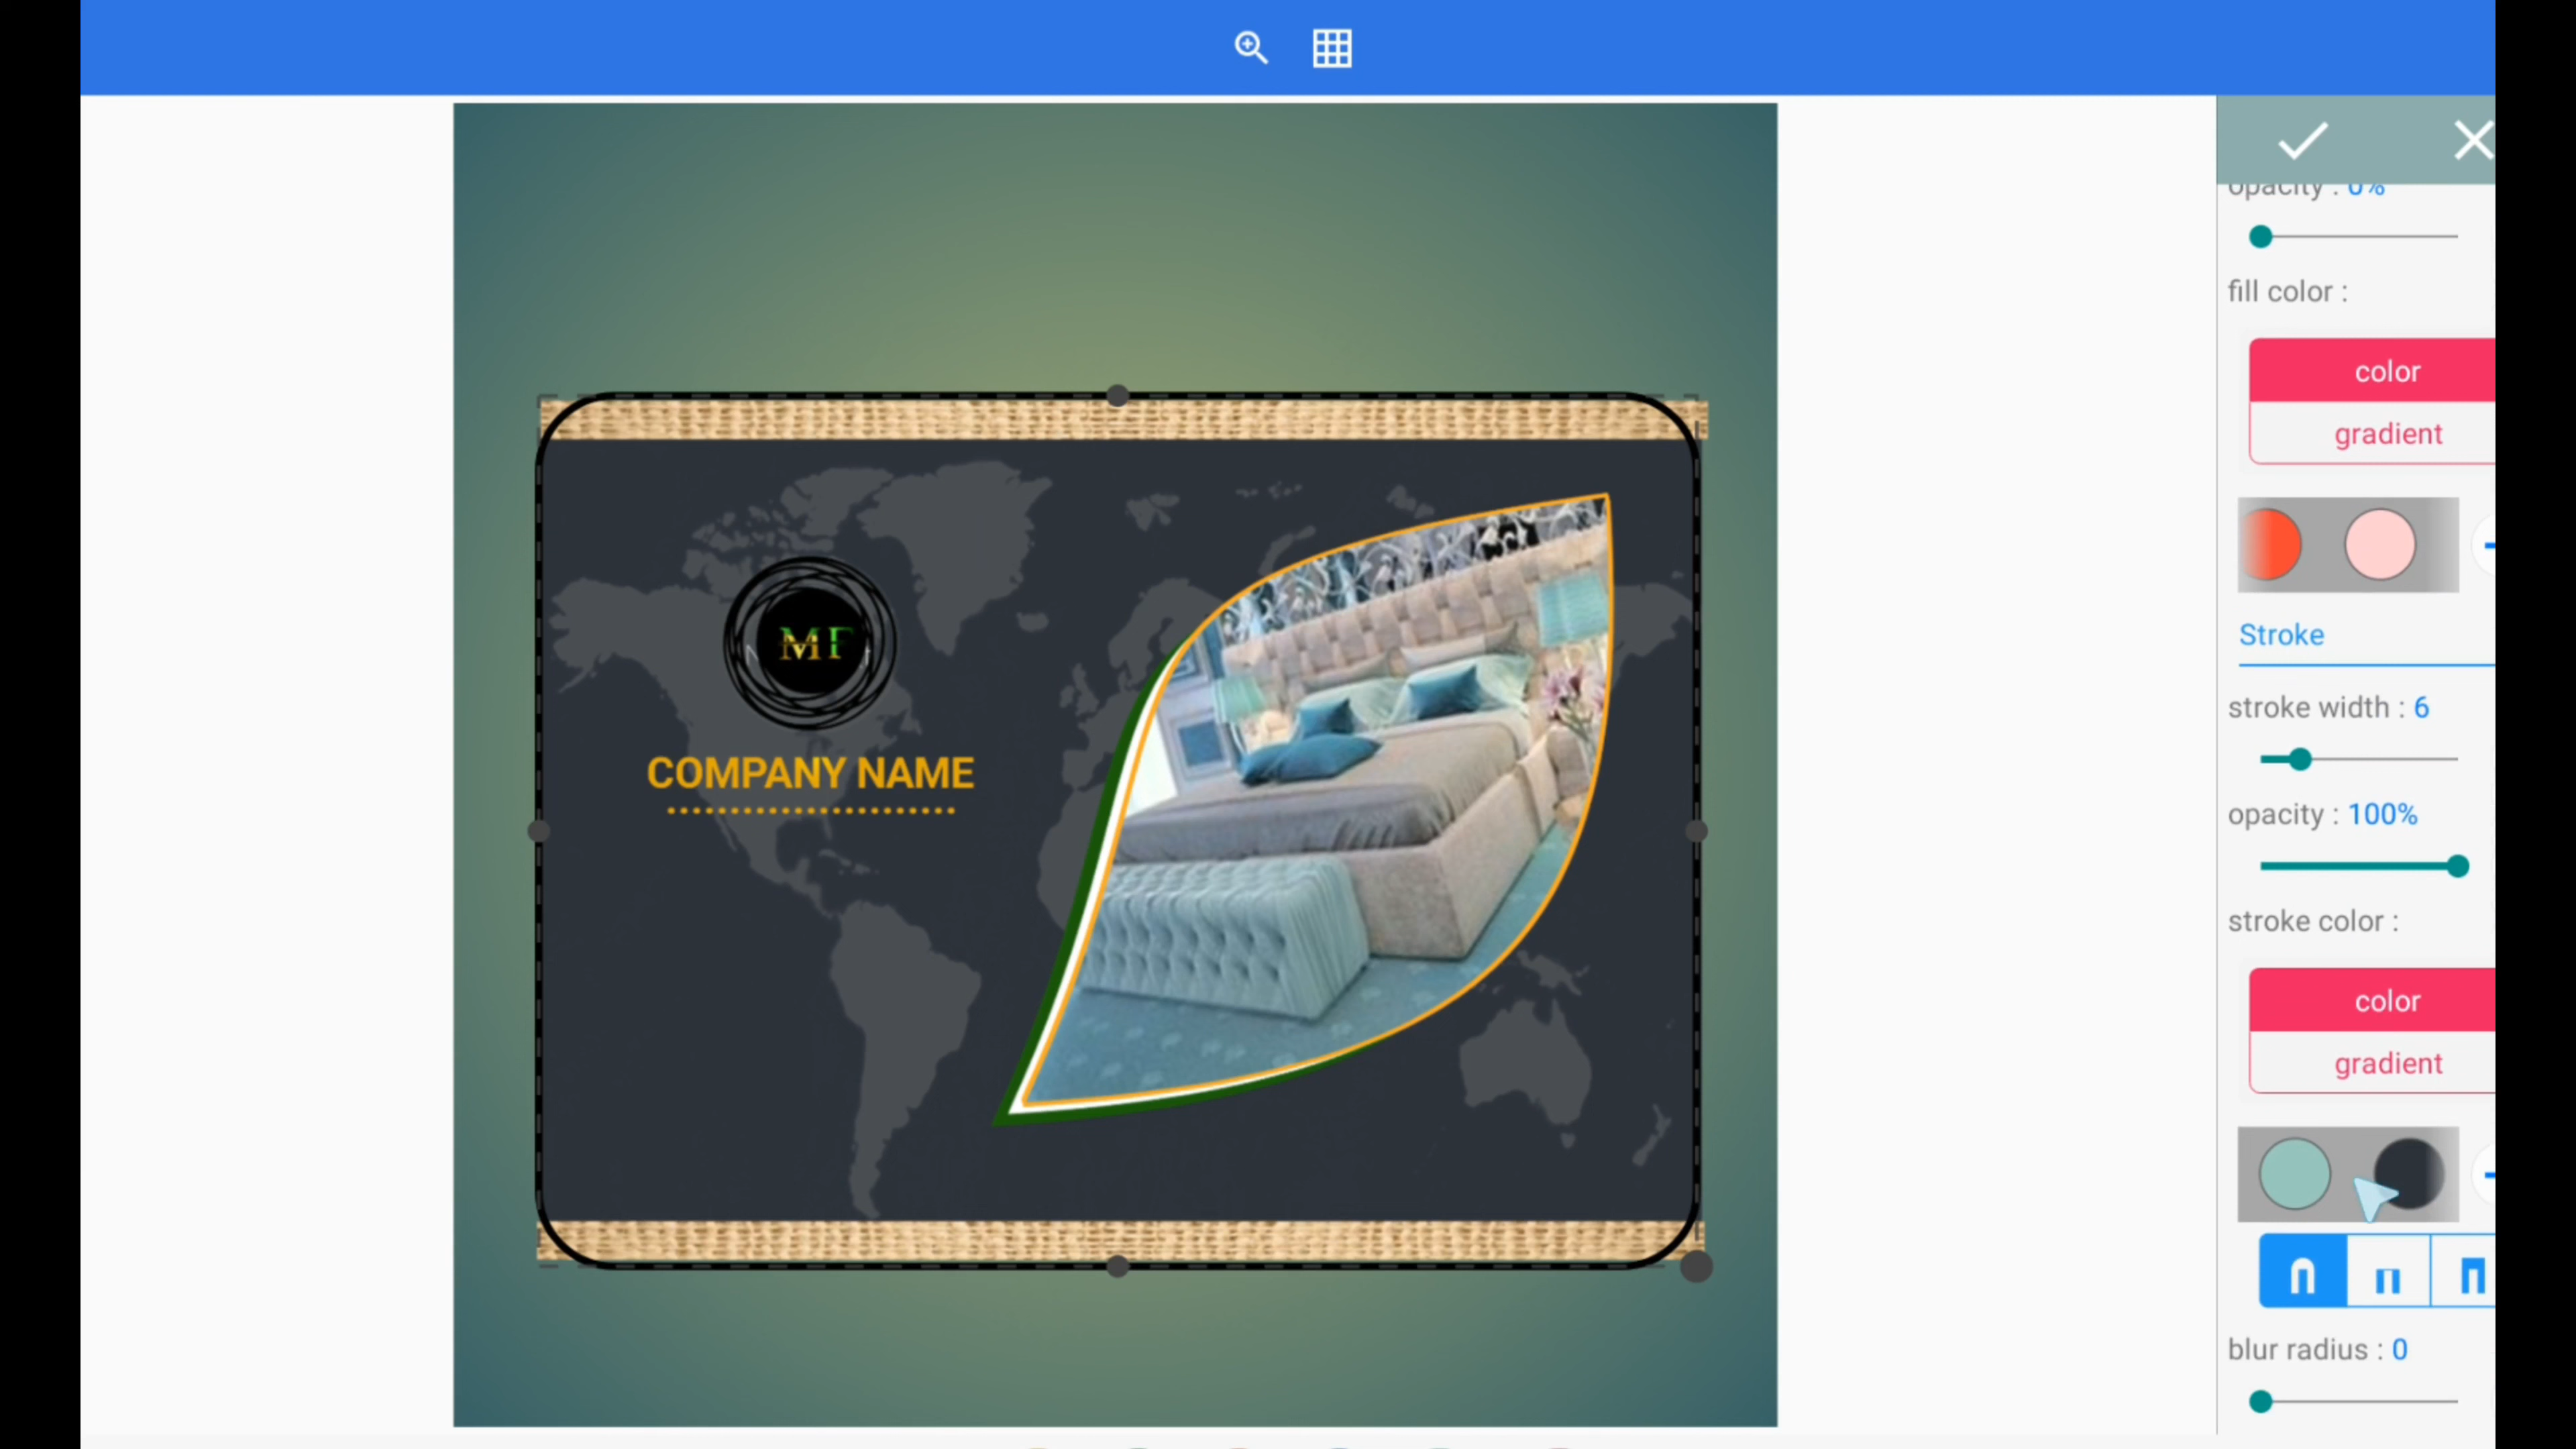 opacity : 0%
fill color :
color
gradient
MF
COMPANY NAME
Stroke
stroke width : 6
opacity : 100%
stroke color :
color
gradient
blur radius : 0